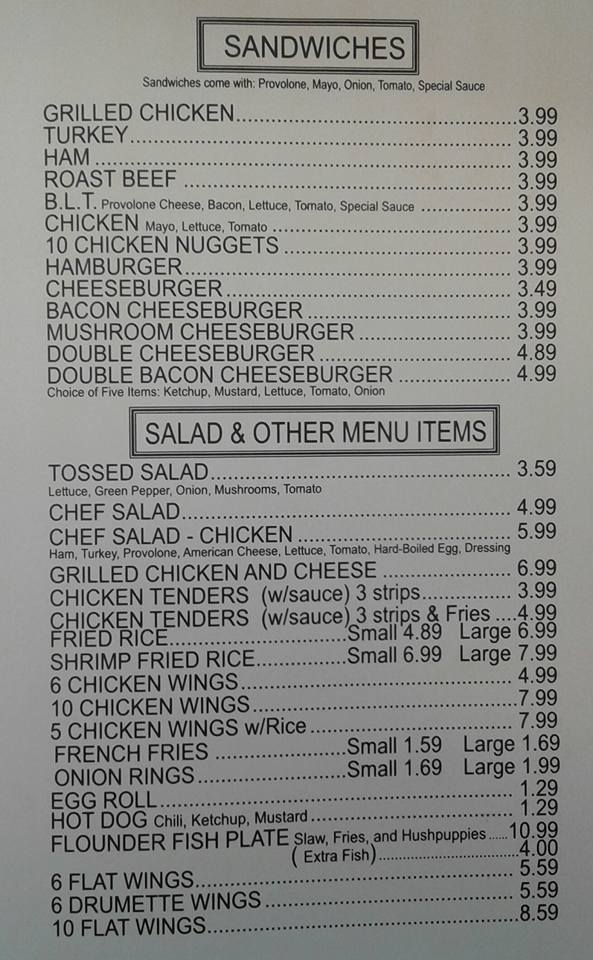 SANDWICHES
Sandwiches come with: Provolone, Mayo, Onion, Tomato, Special Sauce
GRILLED CHICKEN..................................................3.99
TURKEY..................................................3.99
HAM..................................................3.99
ROAST BEEF..................................................3.99
B.L.T. Provolone Cheese, Bacon, Lettuce, Tomato, Special Sauce ....................3.99
CHICKEN Mayo, Lettuce, Tomato ..................................................3.99
10 CHICKEN NUGGETS ........................................3.99
HAMBURGER..................................................3.99
CHEESEBURGER..................................................3.49
BACON CHEESEBURGER........................................3.99
MUSHROOM CHEESEBURGER..............................3.99
DOUBLE CHEESEBURGER........................................4.89
DOUBLE BACON CHEESEBURGER ....................4.99
Choice of Five Items: Ketchup, Mustard, Lettuce, Tomato, Onion
SALAD & OTHER MENU ITEMS
TOSSED SALAD..................................................3.59
Lettuce, Green Pepper, Onion, Mushrooms, Tomato
CHEF SALAD..................................................4.99
CHEF SALAD - CHICKEN ........................................5.99
Ham, Turkey, Provolone, American Cheese, Lettuce, Tomato, Hard-Boiled Egg, Dressing
GRILLED CHICKEN AND CHEESE ..............................6.99
CHICKEN TENDERS (w/sauce) 3 strips....................3.99
CHICKEN TENDERS (w/sauce) 3 strips & Fries ....4.99
FRIED RICE..............................Small 4.89 Large 6.99
SHRIMP FRIED RICE....................Small 6.99 Large 7.99
6 CHICKEN WINGS..................................................4.99
10 CHICKEN WINGS..................................................7.99
5 CHICKEN WINGS w/Rice........................................7.99
FRENCH FRIES ....................Small 1.59 Large 1.69
ONION RINGS....................Small 1.69 Large 1.99
EGG ROLL..................................................1.29
HOT DOG Chili, Ketchup, Mustard..............................1.29
FLOUNDER FISH PLATE Slaw, Fries, and Hushpuppies......10.99
( Extra Fish)..............................4.00
6 FLAT WINGS..................................................5.59
6 DRUMETTE WINGS ........................................5.59
10 FLAT WINGS..................................................8.59